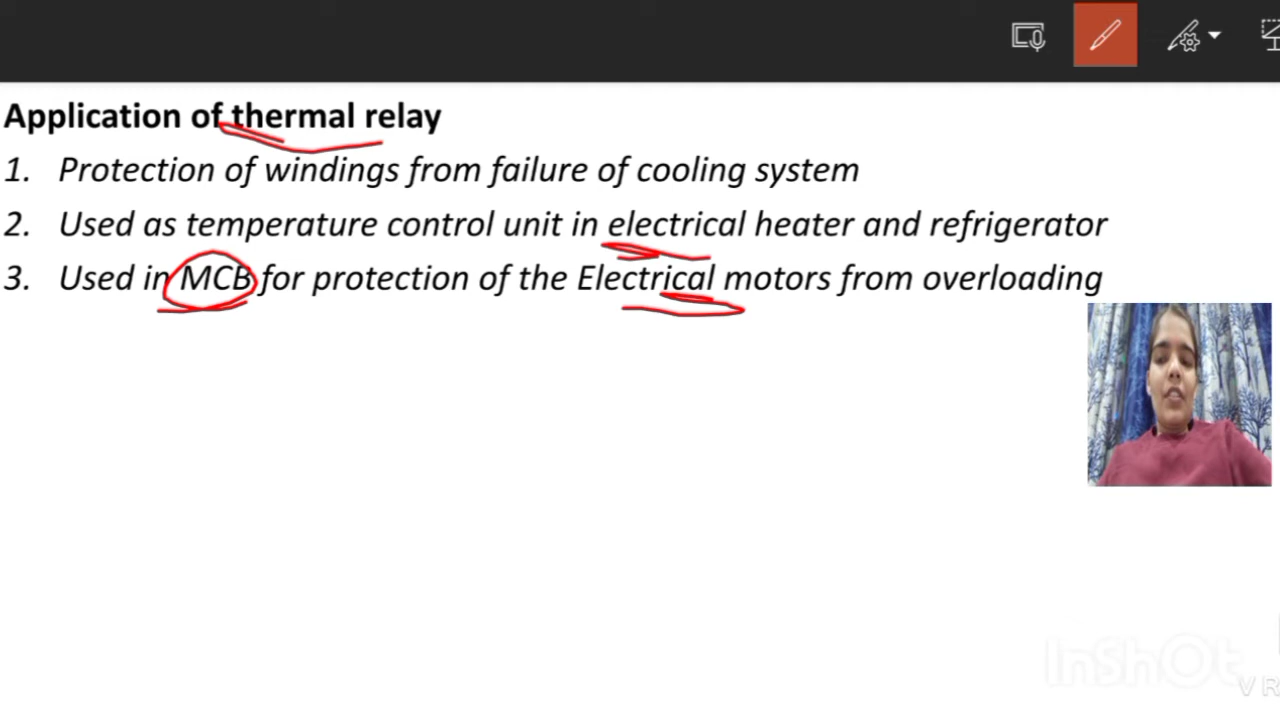 Application of thermal relay
1. Protection of windings from failure of cooling system
2. Used as temperature control unit in electrical heater and refrigerator
3. Used in MCB for protection of the Electrical motors from overloading
InShOt
V R